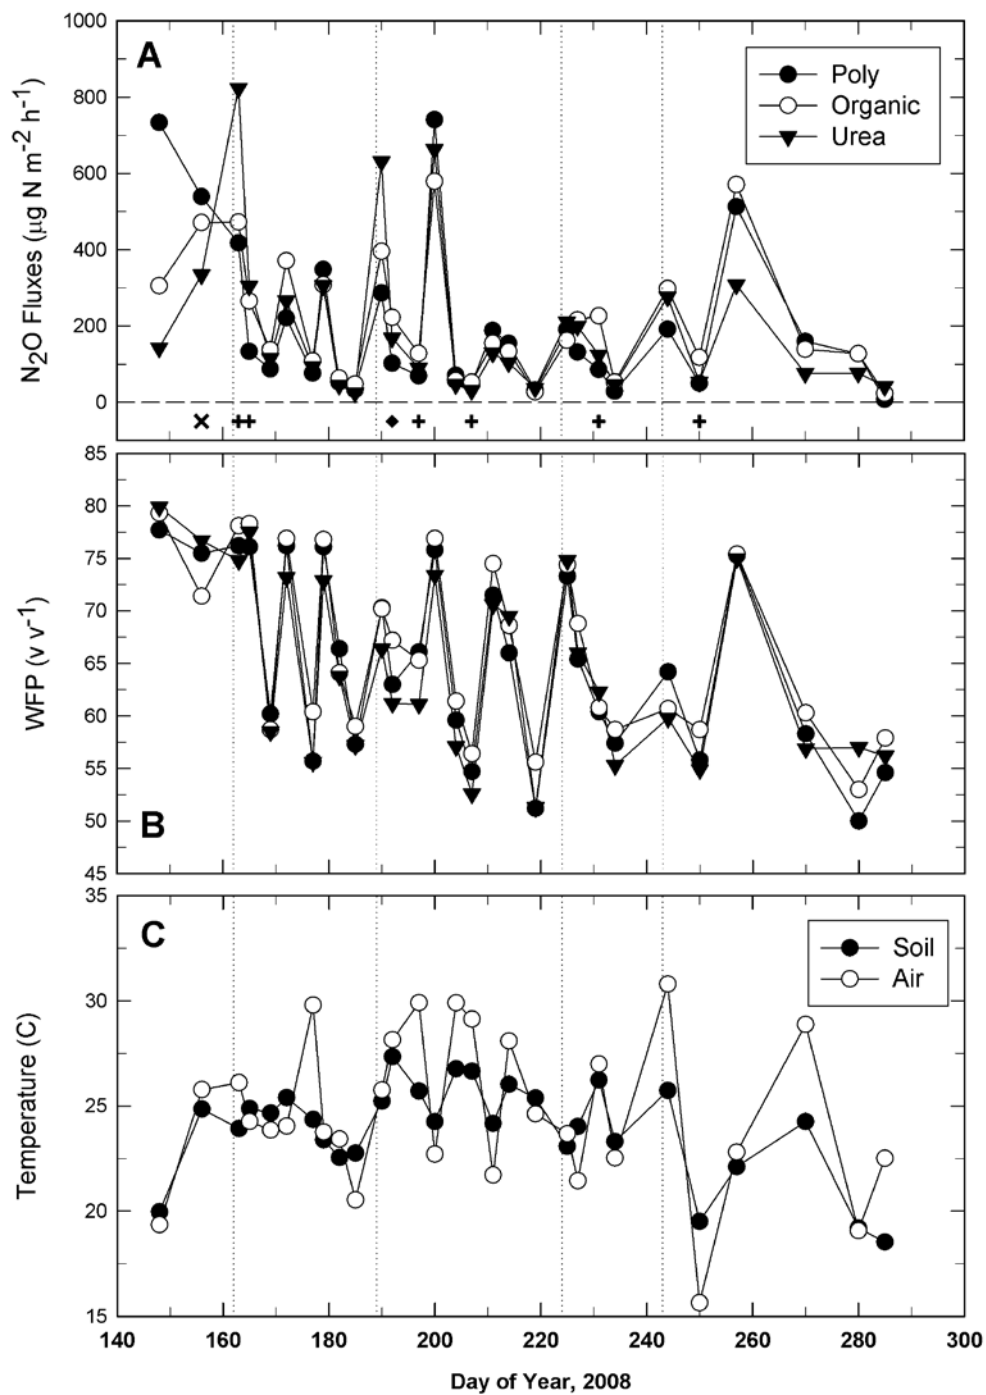 A
1000
800
600
400
200
0
N2O Fluxes (μg N m-2 h-1)
Poly
Organic
Urea
B
85
80
75
70
65
60
55
50
45
WFP (v v-1)
C
35
30
25
20
15
Temperature (C)
Soil
Air
140 160 180 200 220 240 260 280 300
Day of Year, 2008